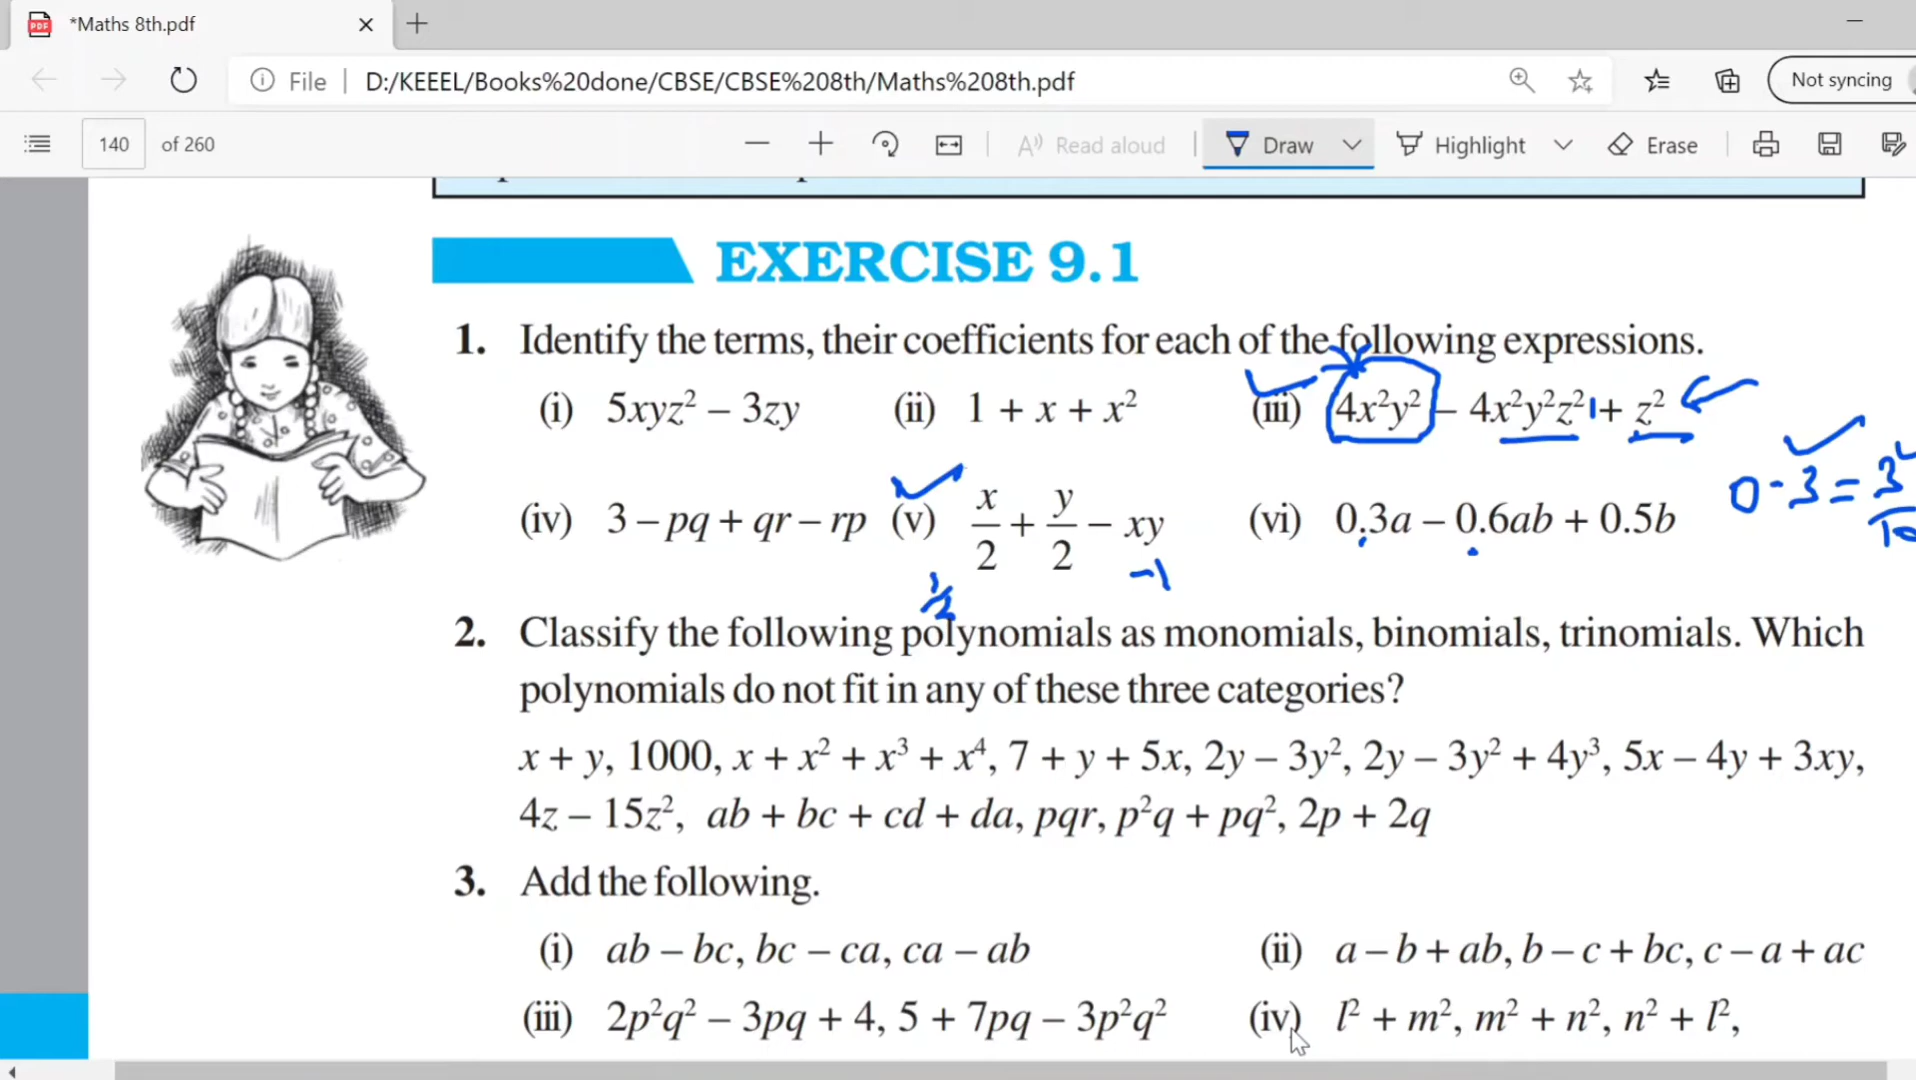 *Maths 8th.pdf
File | D:/KEEEL/Books%20done/CBSE/CBSE%208th/Maths%208th.pdf
Not syncing
140 of 260
Read aloud
Draw
Highlight
Erase
EXERCISE 9.1
1. Identify the terms, their coefficients for each of the following expressions.
(i) 5xyz² – 3zy (ii) 1 + x + x² (iii) 4x²y² – 4x²y²z² + z²
0.3 = 3/10
(iv) 3 – pq + qr – rp (v) x/2 + y/2 – xy (vi) 0.3a – 0.6ab + 0.5b
1/2 –1
2. Classify the following polynomials as monomials, binomials, trinomials. Which
polynomials do not fit in any of these three categories?
x + y, 1000, x + x² + x³ + x⁴, 7 + y + 5x, 2y – 3y², 2y – 3y² + 4y³, 5x – 4y + 3xy,
4z – 15z², ab + bc + cd + da, pqr, p²q + pq², 2p + 2q
3. Add the following.
(i) ab – bc, bc – ca, ca – ab (ii) a – b + ab, b – c + bc, c – a + ac
(iii) 2p²q² – 3pq + 4, 5 + 7pq – 3p²q² (iv) l² + m², m² + n², n² + l²,